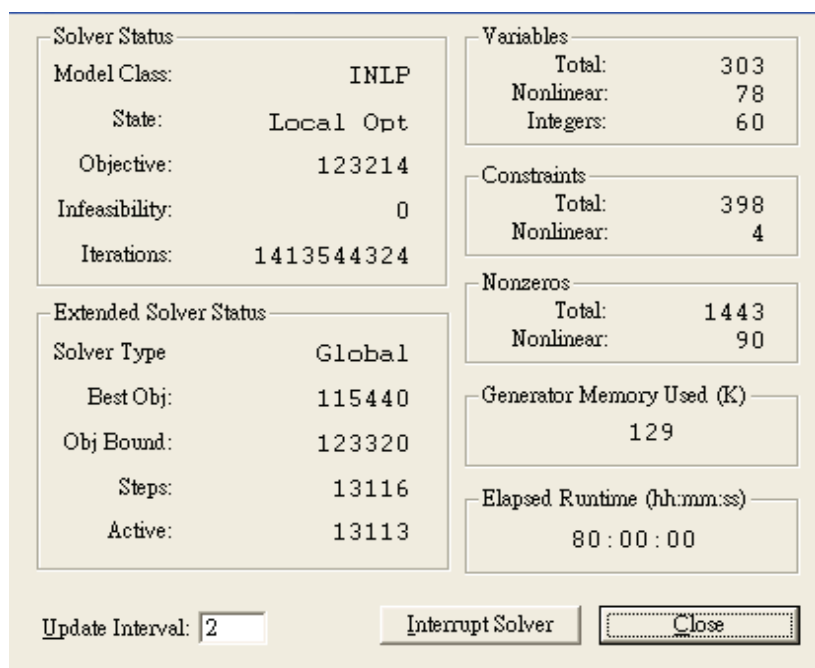 Solver Status
Model Class: INLP
State: Local Opt
Objective: 123214
Infeasibility: 0
Iterations: 1413544324
Extended Solver Status
Solver Type Global
Best Obj: 115440
Obj Bound: 123320
Steps: 13116
Active: 13113
Variables
Total: 303
Nonlinear: 78
Integers: 60
Constraints
Total: 398
Nonlinear: 4
Nonzeros
Total: 1443
Nonlinear: 90
Generator Memory Used (K)
129
Elapsed Runtime (hh:mm:ss)
80:00:00
Update Interval: 2
Interrupt Solver
Close